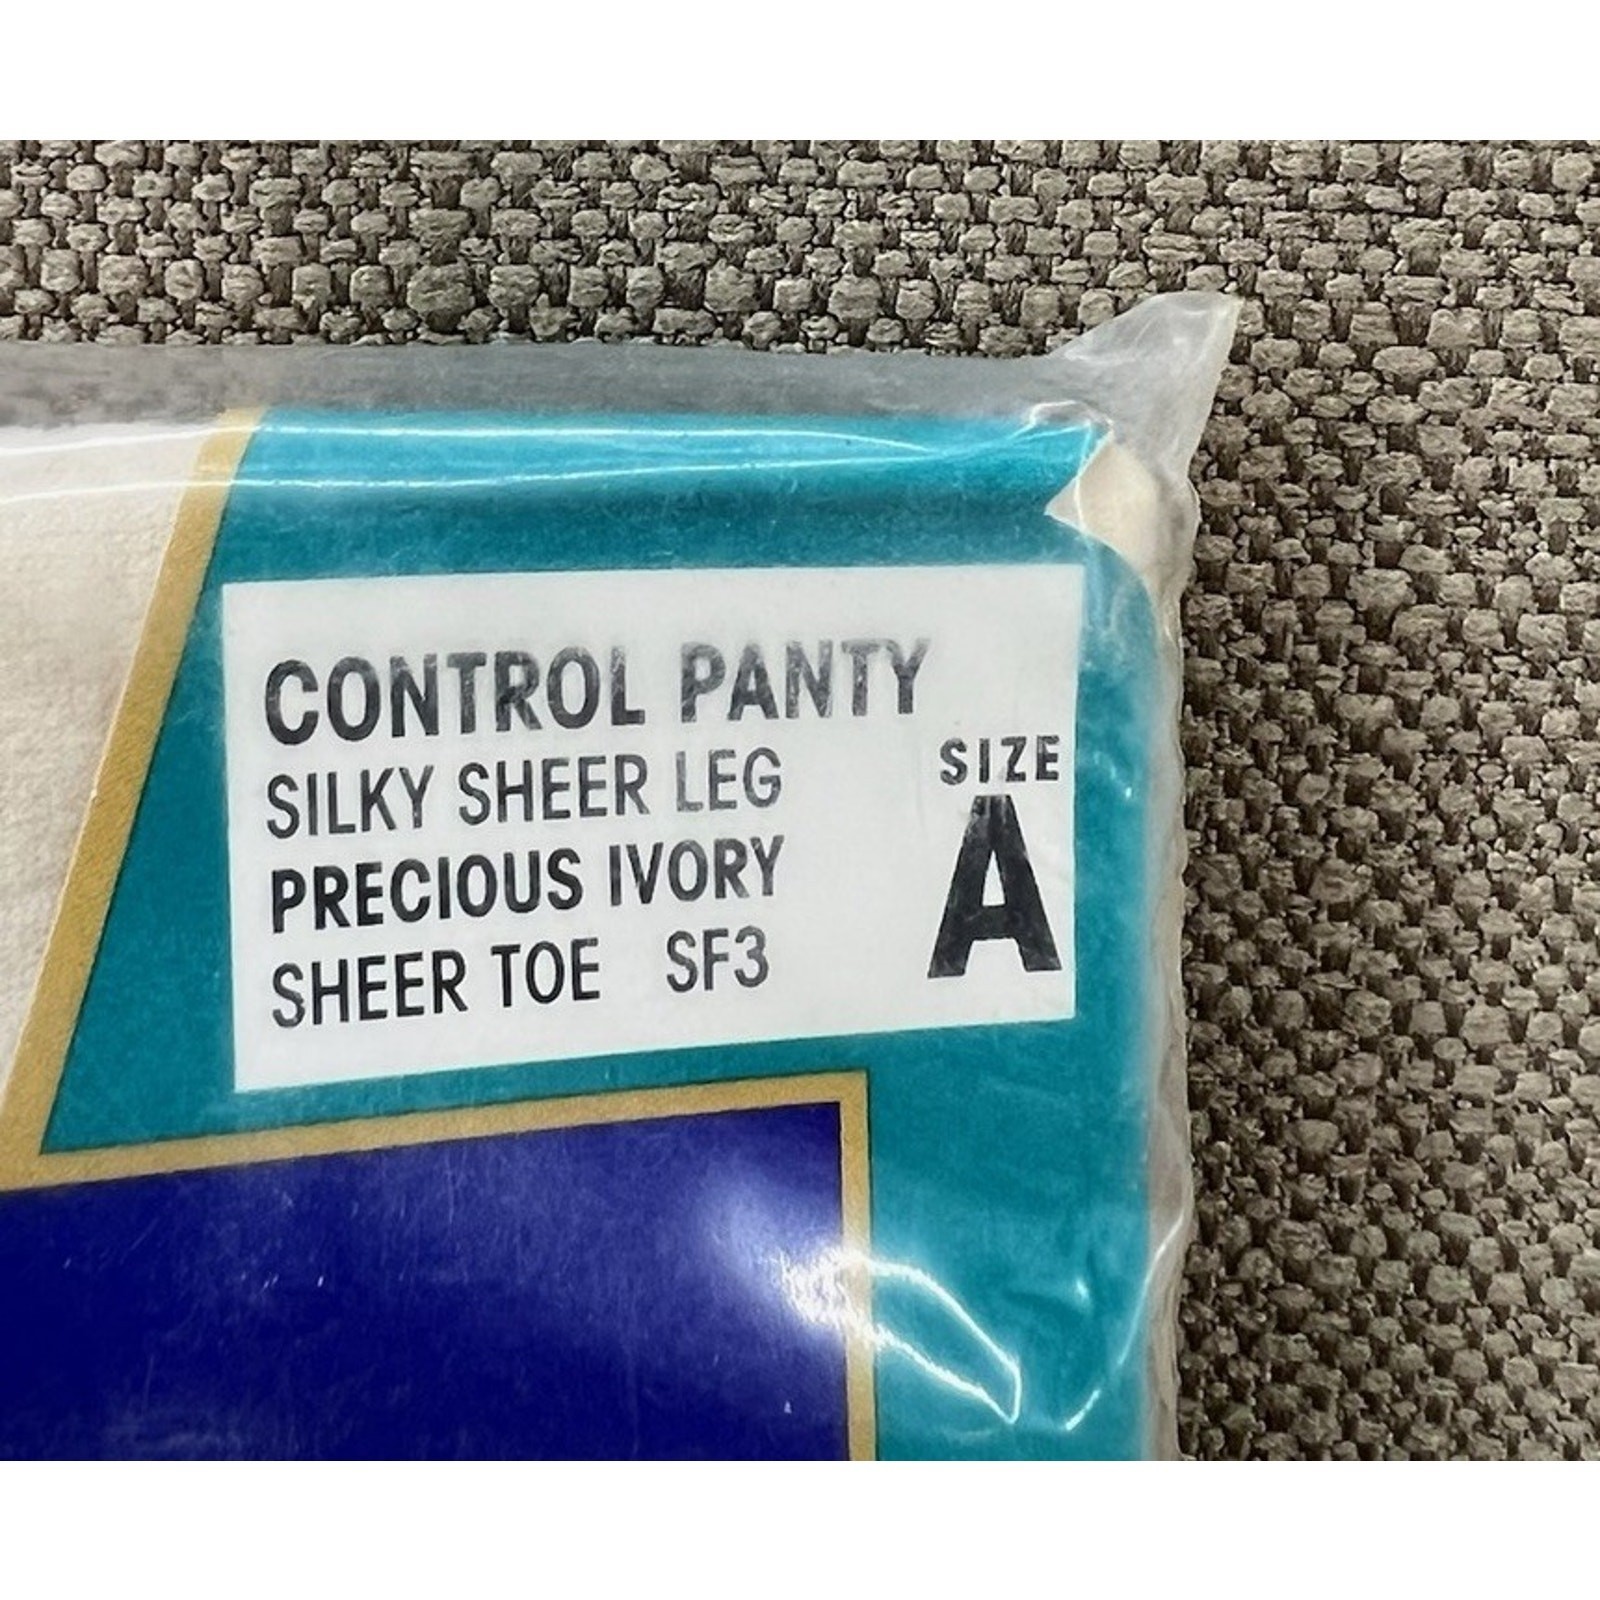 CONTROL PANTY
SILKY SHEER LEG
PRECIOUS IVORY
SHEER TOE SF3
SIZE
A